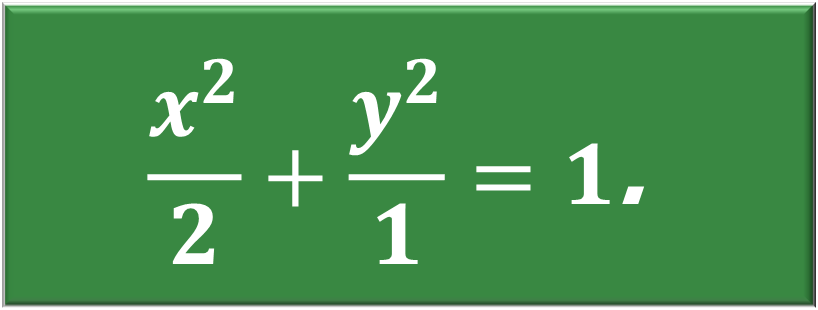 x²/2 + y²/1 = 1.